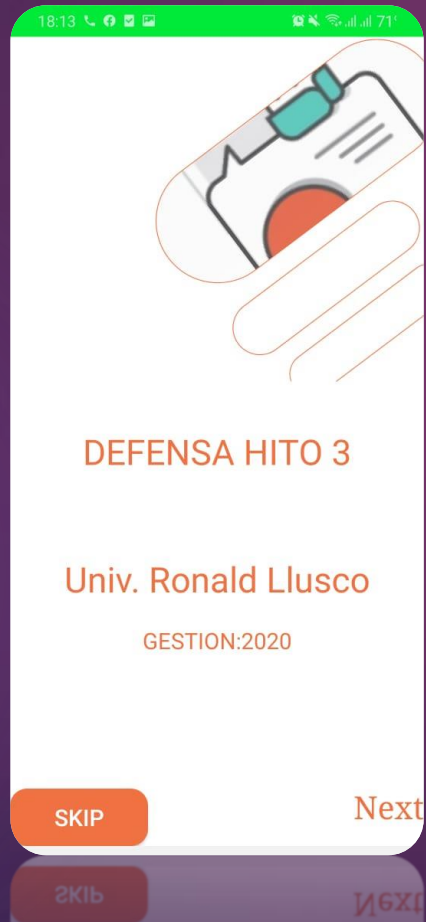 18:13 71
DEFENSA HITO 3
Univ. Ronald Llusco
GESTION:2020
SKIP
Next